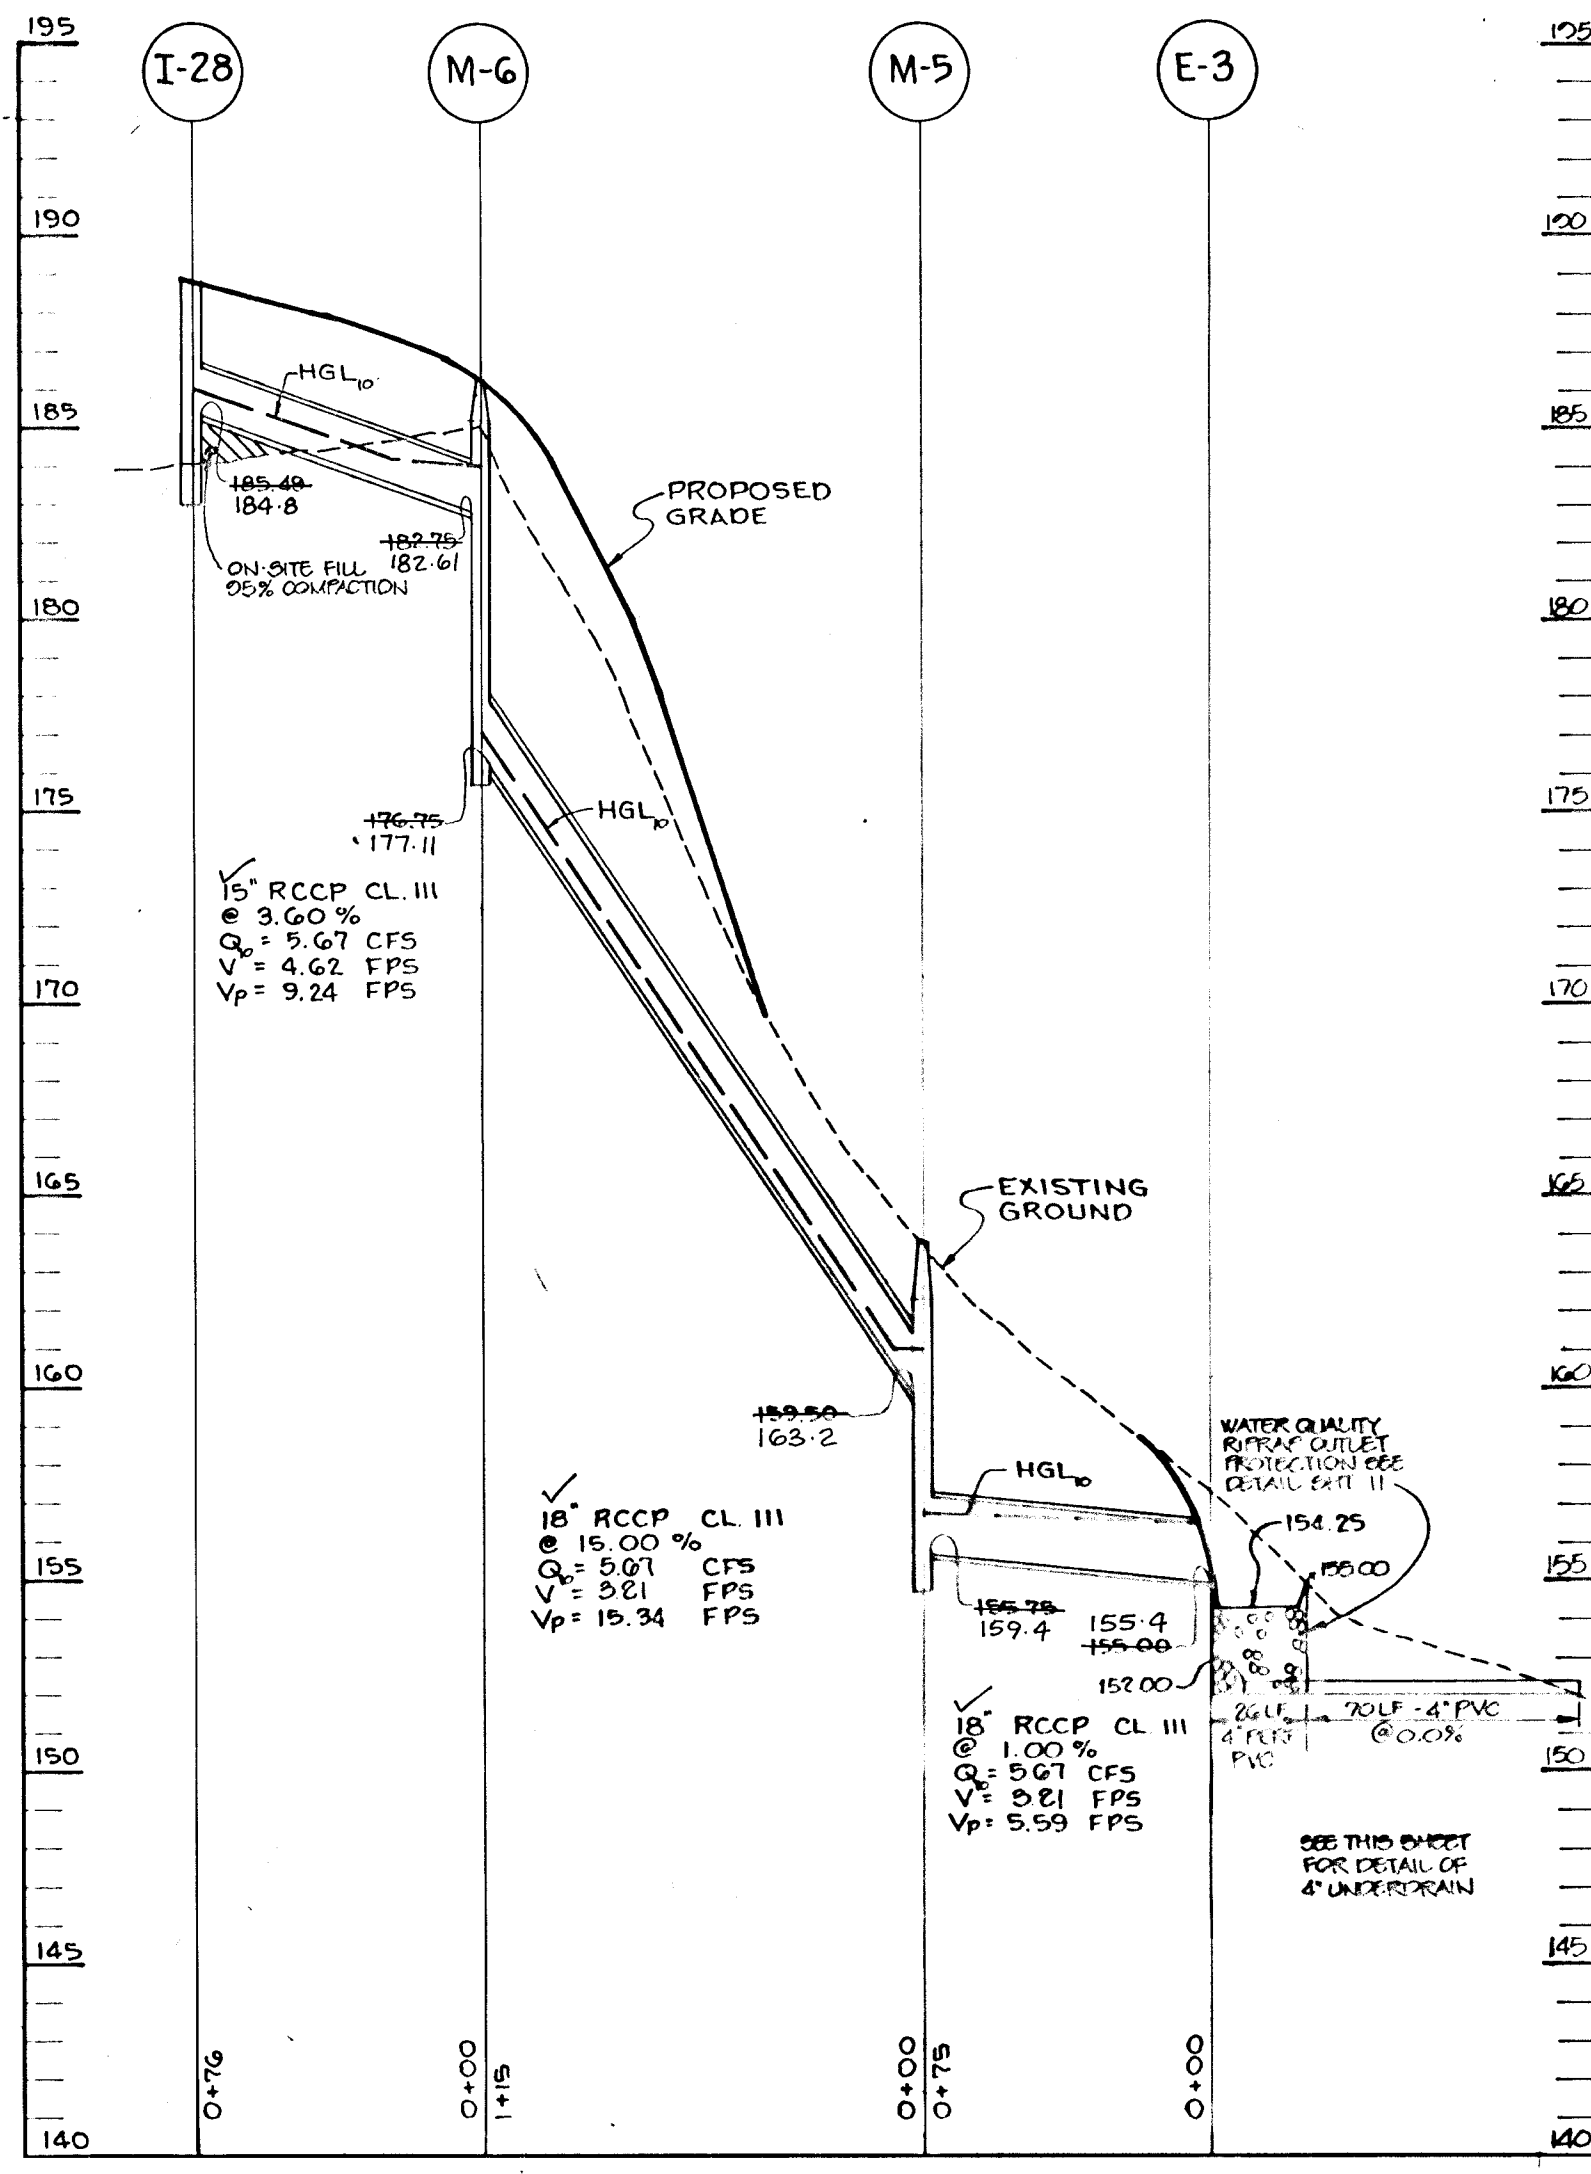 195
195
I-28
M-6
M-5
E-3
190
190
HGL10
185
185
185.48
184.8
PROPOSED
GRADE
182.75
182.61
ON-SITE FILL
95% COMPACTION
180
180
175
175
176.75
177.11
HGL10
15" RCCP CL. III
@ 3.60 %
Q10 = 5.67 CFS
V = 4.62 FPS
Vp = 9.24 FPS
170
170
165
165
EXISTING
GROUND
160
160
159.50
163.2
WATER QUALITY
RIPRAP OUTLET
PROTECTION SEE
DETAIL SHT 11
HGL10
18" RCCP CL. III
@ 15.00 %
Q10 = 5.67 CFS
V = 3.21 FPS
Vp = 15.34 FPS
154.25
155.00
155
155
155.75
159.4
155.4
155.00
152.00
18" RCCP CL. III
@ 1.00 %
Q10 = 5.67 CFS
V = 3.21 FPS
Vp = 5.59 FPS
26 LF
4" PERF
PVC
70 LF - 4" PVC
@ 0.0%
150
150
SEE THIS SHEET
FOR DETAIL OF
4" UNDERDRAIN
145
145
0+76
0+00
1+15
0+00
0+75
0+00
140
140